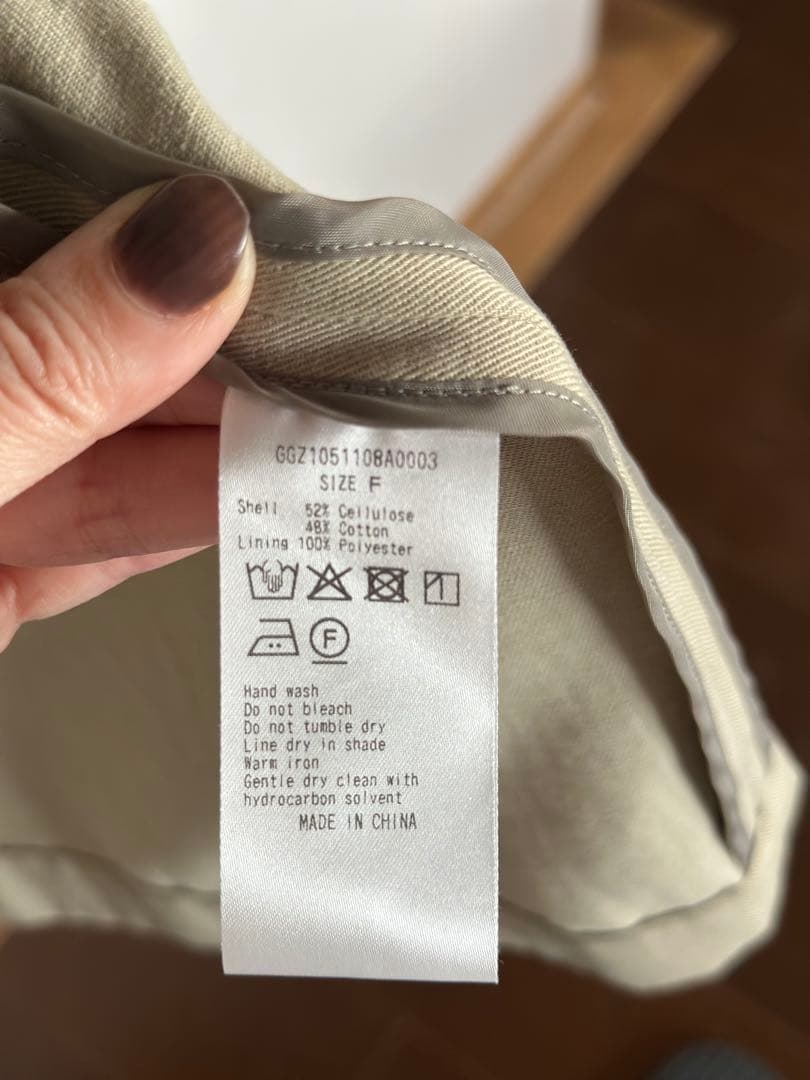 GGZ1051108A0003
SIZE F
Shell 52% Cellulose
48% Cotton
Lining 100% Polyester
F
Hand wash
Do not bleach
Do not tumble dry
Line dry in shade
Warm iron
Gentle dry clean with
hydrocarbon solvent
MADE IN CHINA